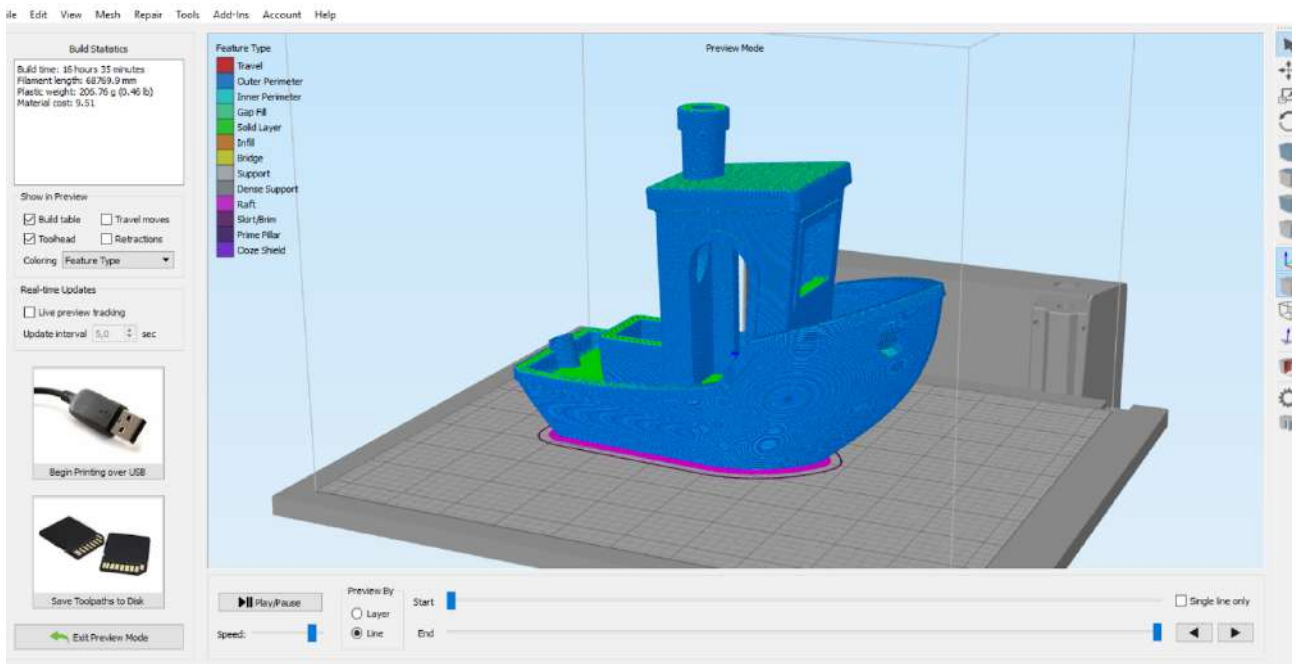 ile Edit View Mesh Repair Tools Add-Ins Account Help
Build Statistics
Build time: 16 hours 35 minutes
Filament length: 68769.9 mm
Plastic weight: 206.76 g (0.46 lb)
Material cost: 9.51
Show in Preview
Build table
Travel moves
Toolhead
Retractions
Coloring Feature Type
Real-time Updates
Live preview tracking
Update interval 5,0 sec
Begin Printing over USB
Save Toolpaths to Disk
Exit Preview Mode
Feature Type
Travel
Outer Perimeter
Inner Perimeter
Gap Fill
Solid Layer
Infill
Bridge
Support
Dense Support
Raft
Skirt/Brim
Prime Pillar
Ooze Shield
Preview Mode
Play/Pause
Speed:
Preview By
Layer
Line
Start
End
Single line only